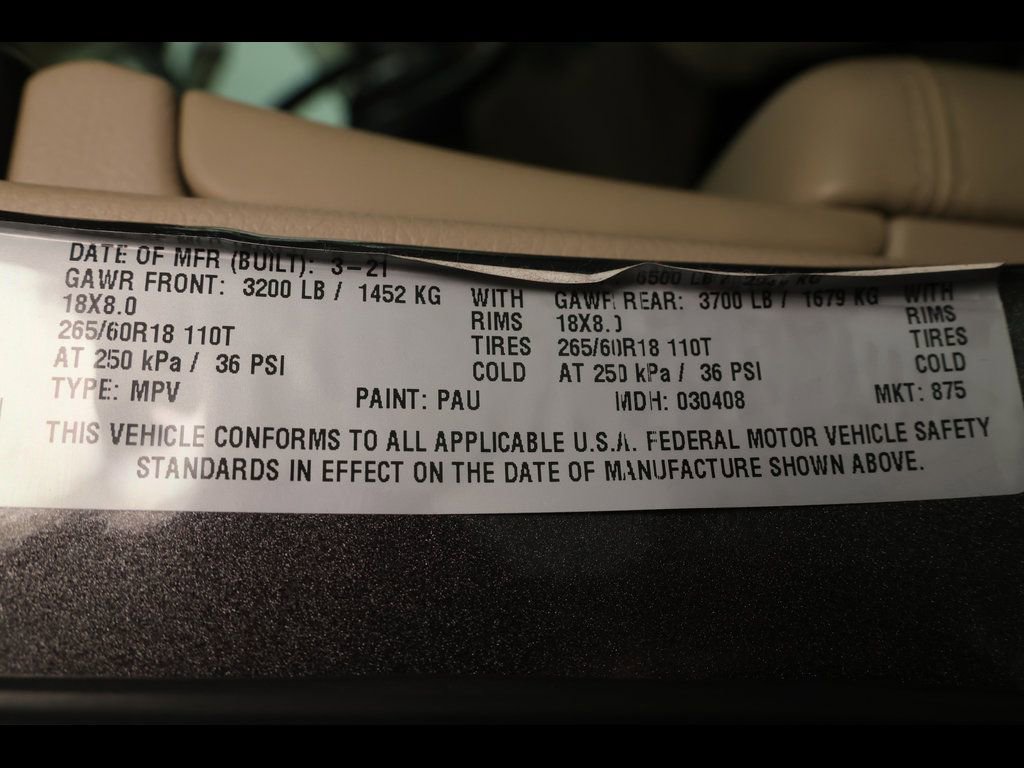 DATE OF MFR (BUILT): 3-21 6500 LB /
GAWR FRONT: 3200 LB / 1452 KG WITH GAWR REAR: 3700 LB / 1679 KG WITH
18X8.0 RIMS 18X8.0 RIMS
265/60R18 110T TIRES 265/60R18 110T TIRES
AT 250 kPa / 36 PSI COLD AT 250 kPa / 36 PSI COLD
TYPE: MPV PAINT: PAU MDH: 030408 MKT: 875
THIS VEHICLE CONFORMS TO ALL APPLICABLE U.S.A. FEDERAL MOTOR VEHICLE SAFETY
STANDARDS IN EFFECT ON THE DATE OF MANUFACTURE SHOWN ABOVE.